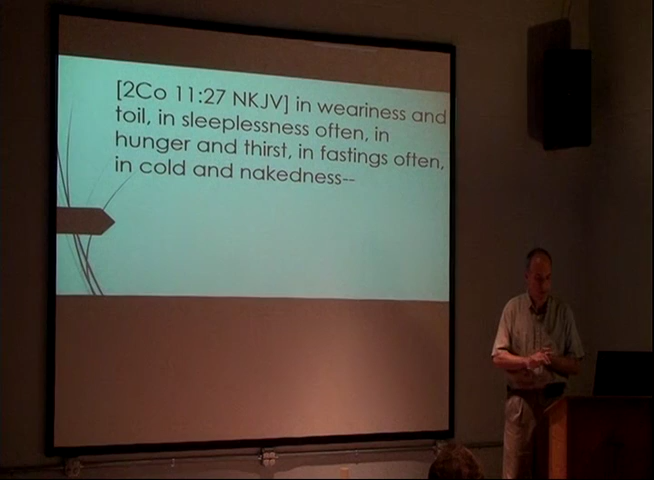 [2Co 11:27 NKJV] in weariness and
toil, in sleeplessness often, in
hunger and thirst, in fastings often,
in cold and nakedness--